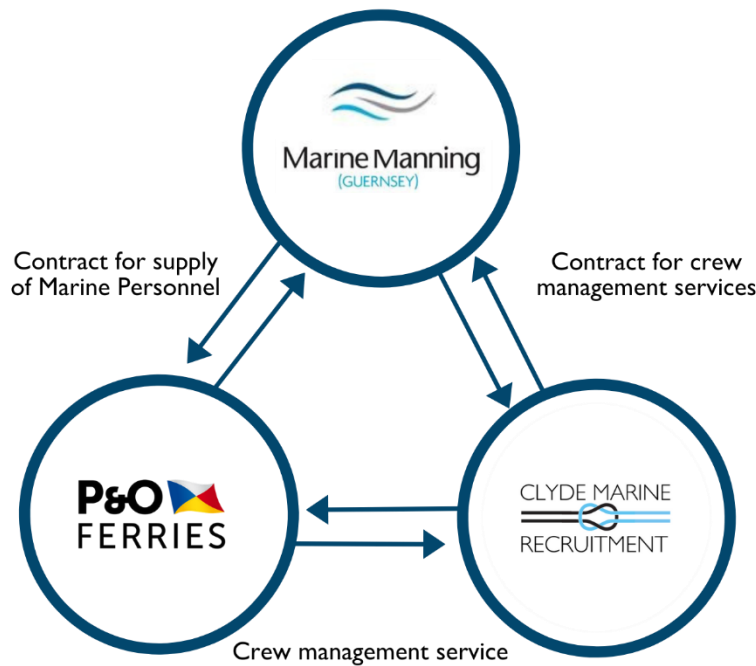 Marine Manning
(GUERNSEY)
Contract for supply
of Marine Personnel
Contract for crew
management services
P&O
FERRIES
CLYDE MARINE
RECRUITMENT
Crew management service